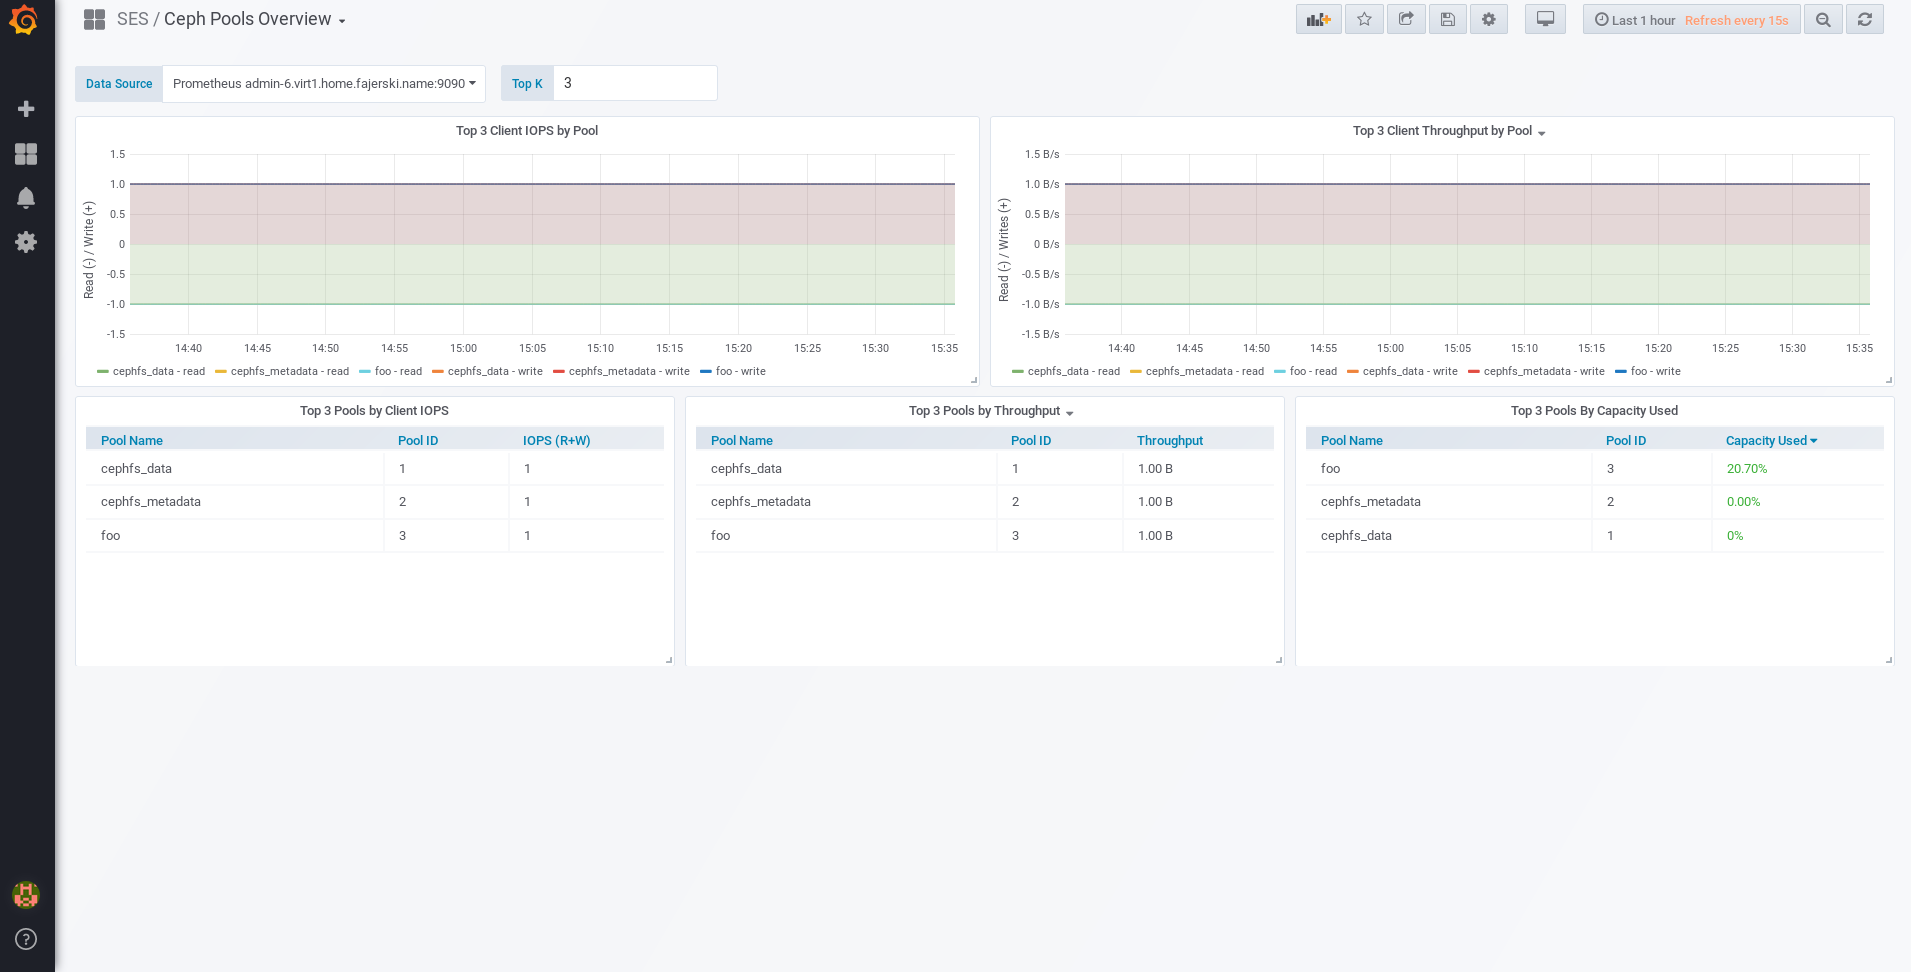 SES / Ceph Pools Overview
Last 1 hour Refresh every 15s
Data Source Prometheus admin-6.virt1.home.fajerski.name:9090 Top K 3
Top 3 Client IOPS by Pool
Read (-) / Write (+)
1.5
1.0
0.5
0
-0.5
-1.0
-1.5
14:40 14:45 14:50 14:55 15:00 15:05 15:10 15:15 15:20 15:25 15:30 15:35
cephfs_data - read cephfs_metadata - read foo - read cephfs_data - write cephfs_metadata - write foo - write
Top 3 Client Throughput by Pool
Read (-) / Writes (+)
1.5 B/s
1.0 B/s
0.5 B/s
0 B/s
-0.5 B/s
-1.0 B/s
-1.5 B/s
14:40 14:45 14:50 14:55 15:00 15:05 15:10 15:15 15:20 15:25 15:30 15:35
cephfs_data - read cephfs_metadata - read foo - read cephfs_data - write cephfs_metadata - write foo - write
Top 3 Pools by Client IOPS
Pool Name Pool ID IOPS (R+W)
cephfs_data 1 1
cephfs_metadata 2 1
foo 3 1
Top 3 Pools by Throughput
Pool Name Pool ID Throughput
cephfs_data 1 1.00 B
cephfs_metadata 2 1.00 B
foo 3 1.00 B
Top 3 Pools By Capacity Used
Pool Name Pool ID Capacity Used
foo 3 20.70%
cephfs_metadata 2 0.00%
cephfs_data 1 0%
?